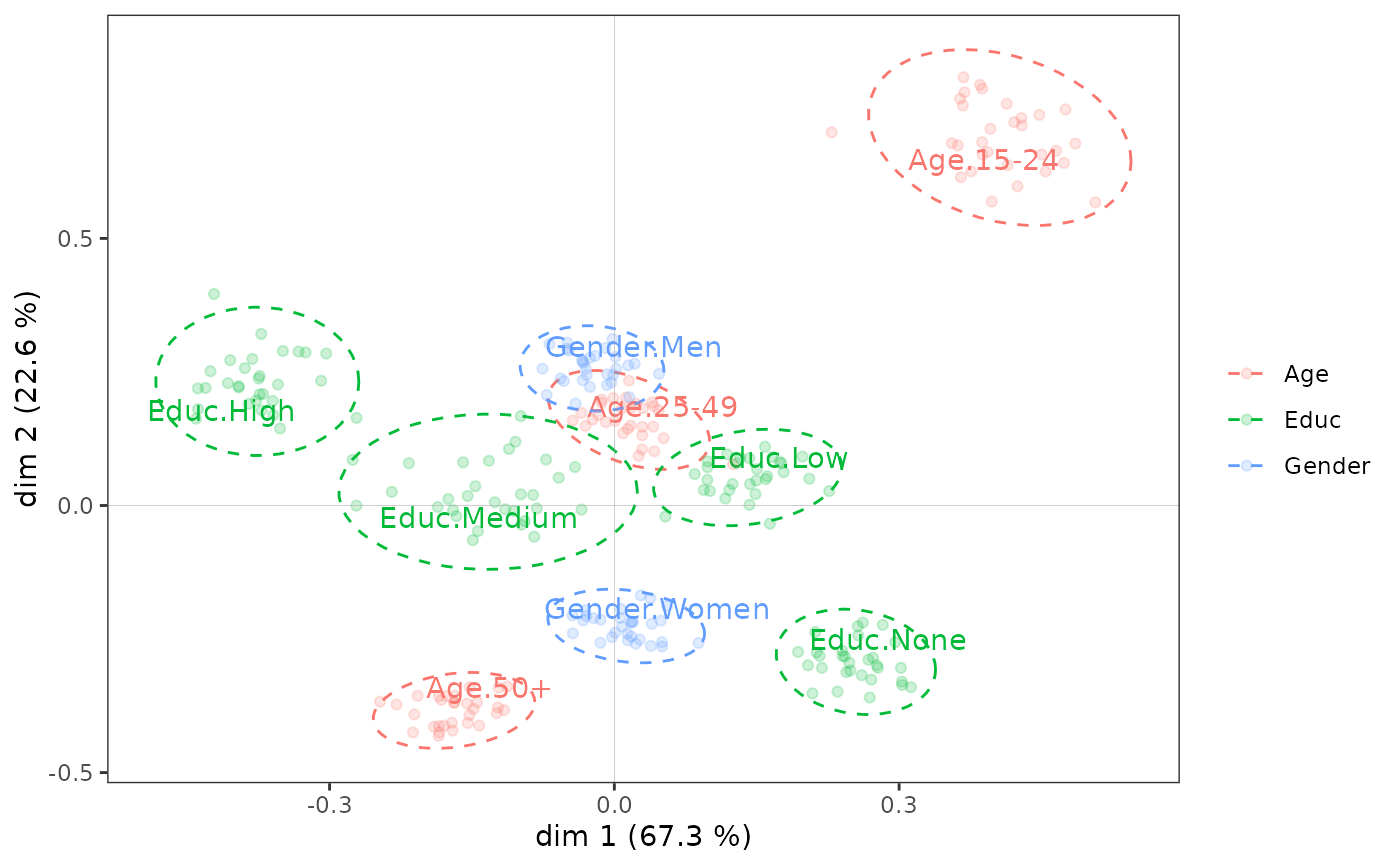 dim 2 (22.6 %)
0.5
0.0
-0.5
Age.15-24
Gender.Men
Age.25-49
Educ.High
Educ.Low
Educ.Medium
Gender.Women
Educ.None
Age.50+
-0.3
0.0
0.3
dim 1 (67.3 %)
Age
Educ
Gender